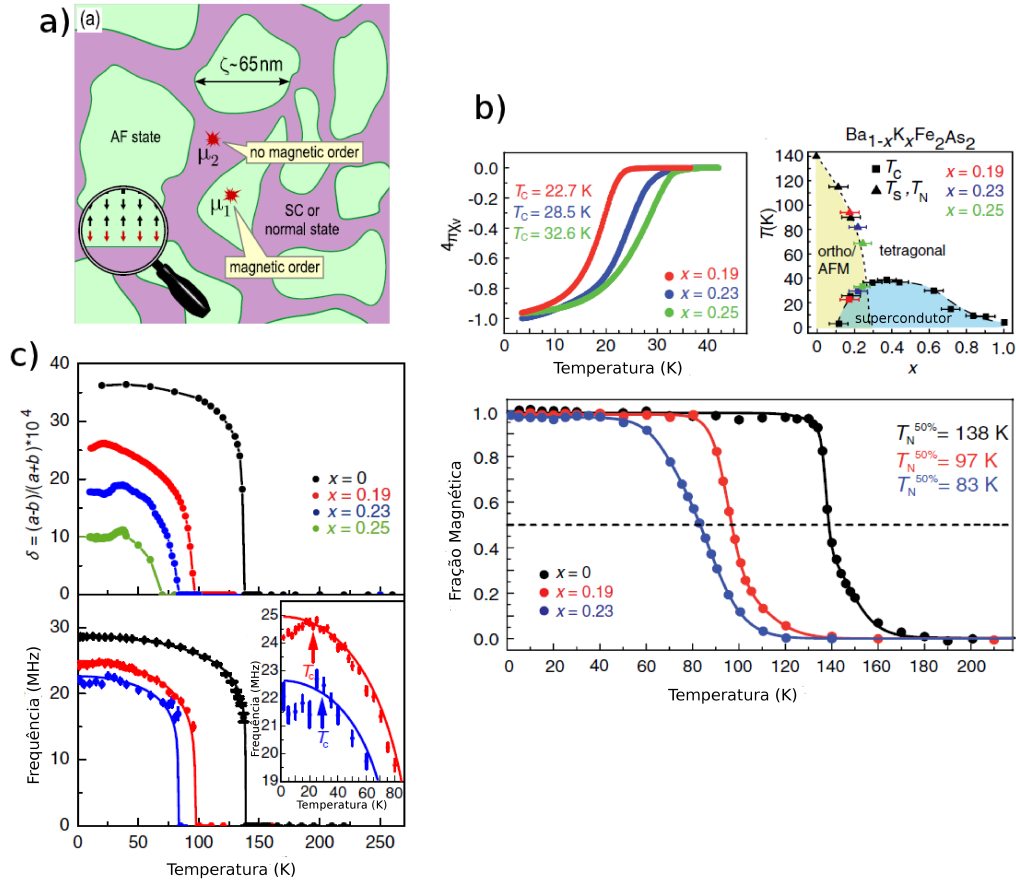 a)
(a)
ζ~65nm
AF state
μ2
no magnetic order
μ1
SC or
normal state
magnetic order
b)
0.0
-0.2
-0.4
-0.6
-0.8
-1.0
4πχv
TC = 22.7 K
TC = 28.5 K
TC = 32.6 K
x = 0.19
x = 0.23
x = 0.25
0 10 20 30 40
Temperatura (K)
Ba1-xKxFe2As2
140
120
100
80
60
40
20
0
T(K)
TC
TS , TN
x = 0.19
x = 0.23
x = 0.25
ortho/
AFM
tetragonal
supercondutor
0 0.2 0.4 0.6 0.8 1.0
x
1.0
0.8
0.6
0.4
0.2
0.0
Fração Magnética
TN50% = 138 K
TN50% = 97 K
TN50% = 83 K
x = 0
x = 0.19
x = 0.23
0 20 40 60 80 100 120 140 160 180 200
Temperatura (K)
c)
40
30
20
10
0
δ = (a-b)/(a+b)*10^4
x = 0
x = 0.19
x = 0.23
x = 0.25
30
20
10
0
Frequência (MHz)
25
24
23
22
21
20
19
Frequência (MHz)
Tc
Tc
0 20 40 60 80
Temperatura (K)
0 50 100 150 200 250
Temperatura (K)